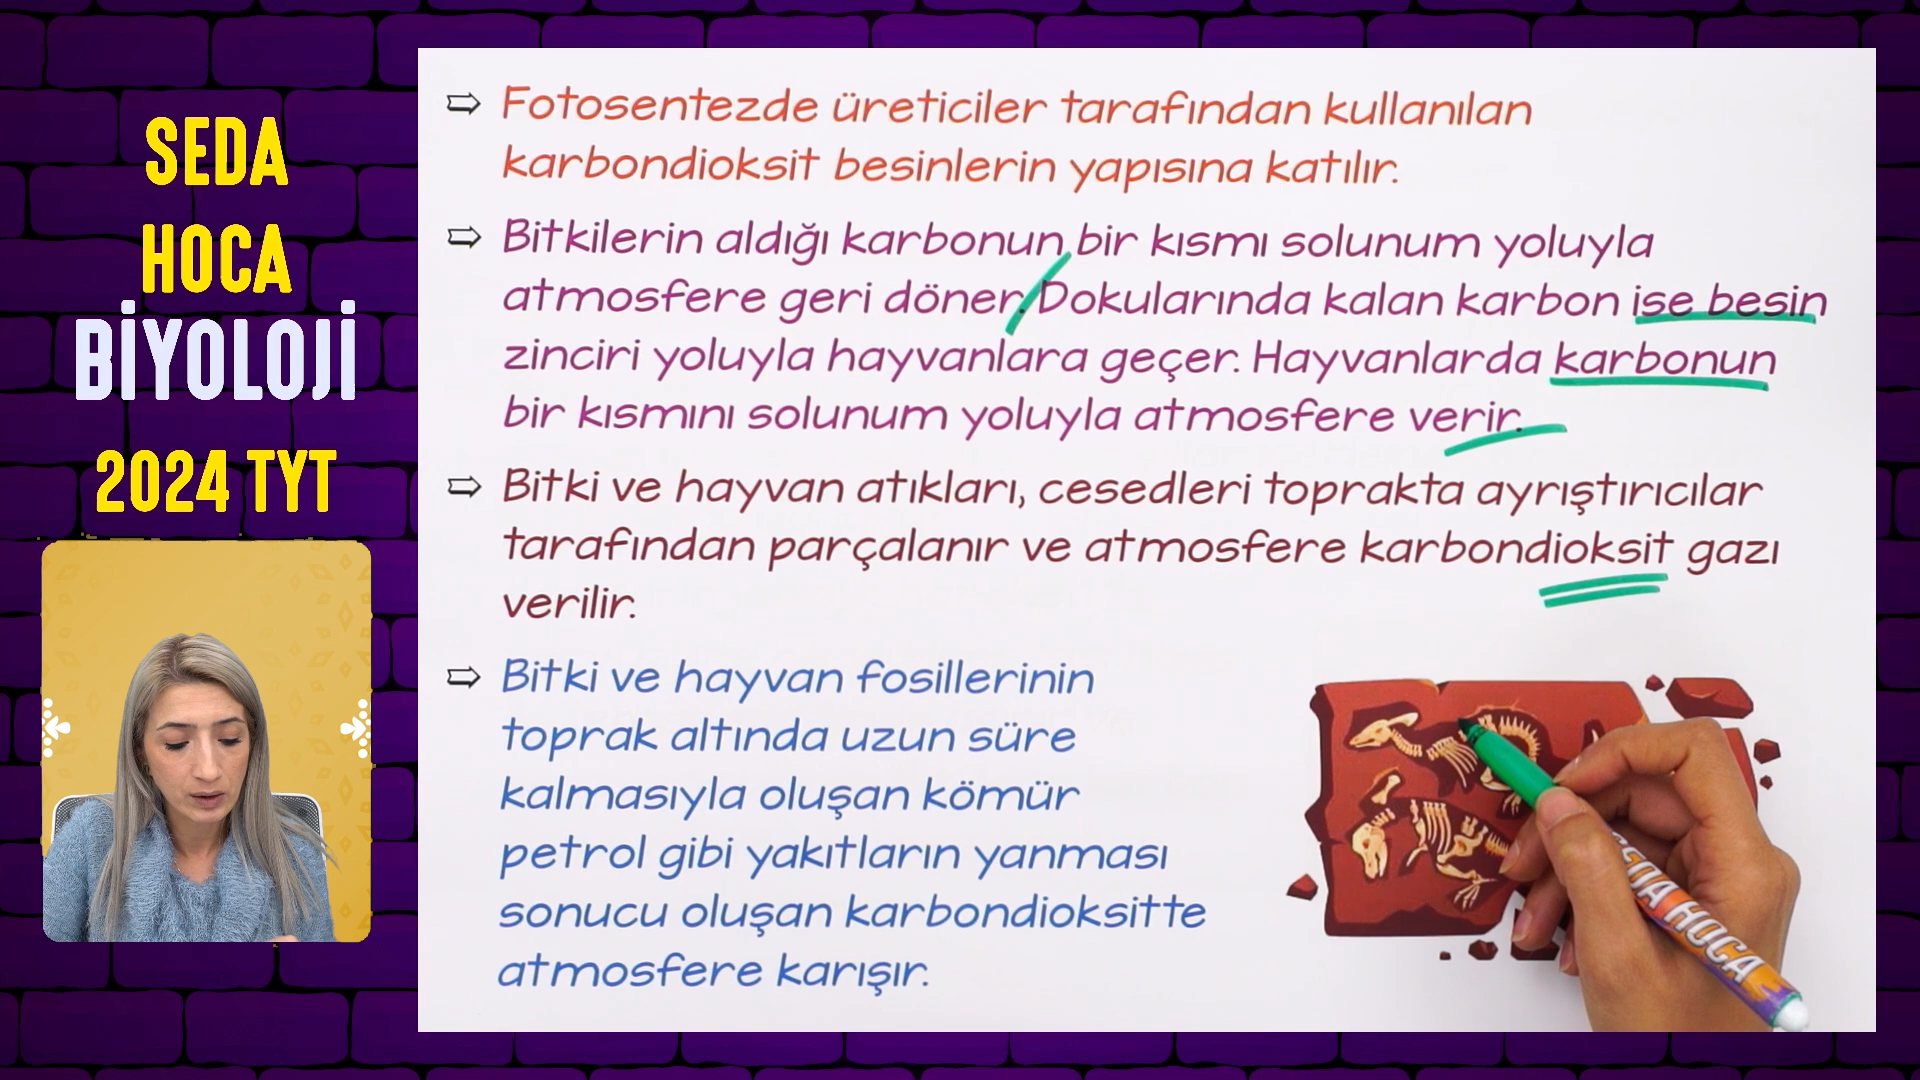 SEDA
HOCA
BİYOLOJİ
2024 TYT
⇨ Fotosentezde üreticiler tarafından kullanılan
karbondioksit besinlerin yapısına katılır.
⇨ Bitkilerin aldığı karbonun bir kısmı solunum yoluyla
atmosfere geri döner. Dokularında kalan karbon ise besin
zinciri yoluyla hayvanlara geçer. Hayvanlarda karbonun
bir kısmını solunum yoluyla atmosfere verir.
⇨ Bitki ve hayvan atıkları, cesedleri toprakta ayrıştırıcılar
tarafından parçalanır ve atmosfere karbondioksit gazı
verilir.
⇨ Bitki ve hayvan fosillerinin
toprak altında uzun süre
kalmasıyla oluşan kömür
petrol gibi yakıtların yanması
sonucu oluşan karbondioksitte
atmosfere karışır.
SEDA HOCA